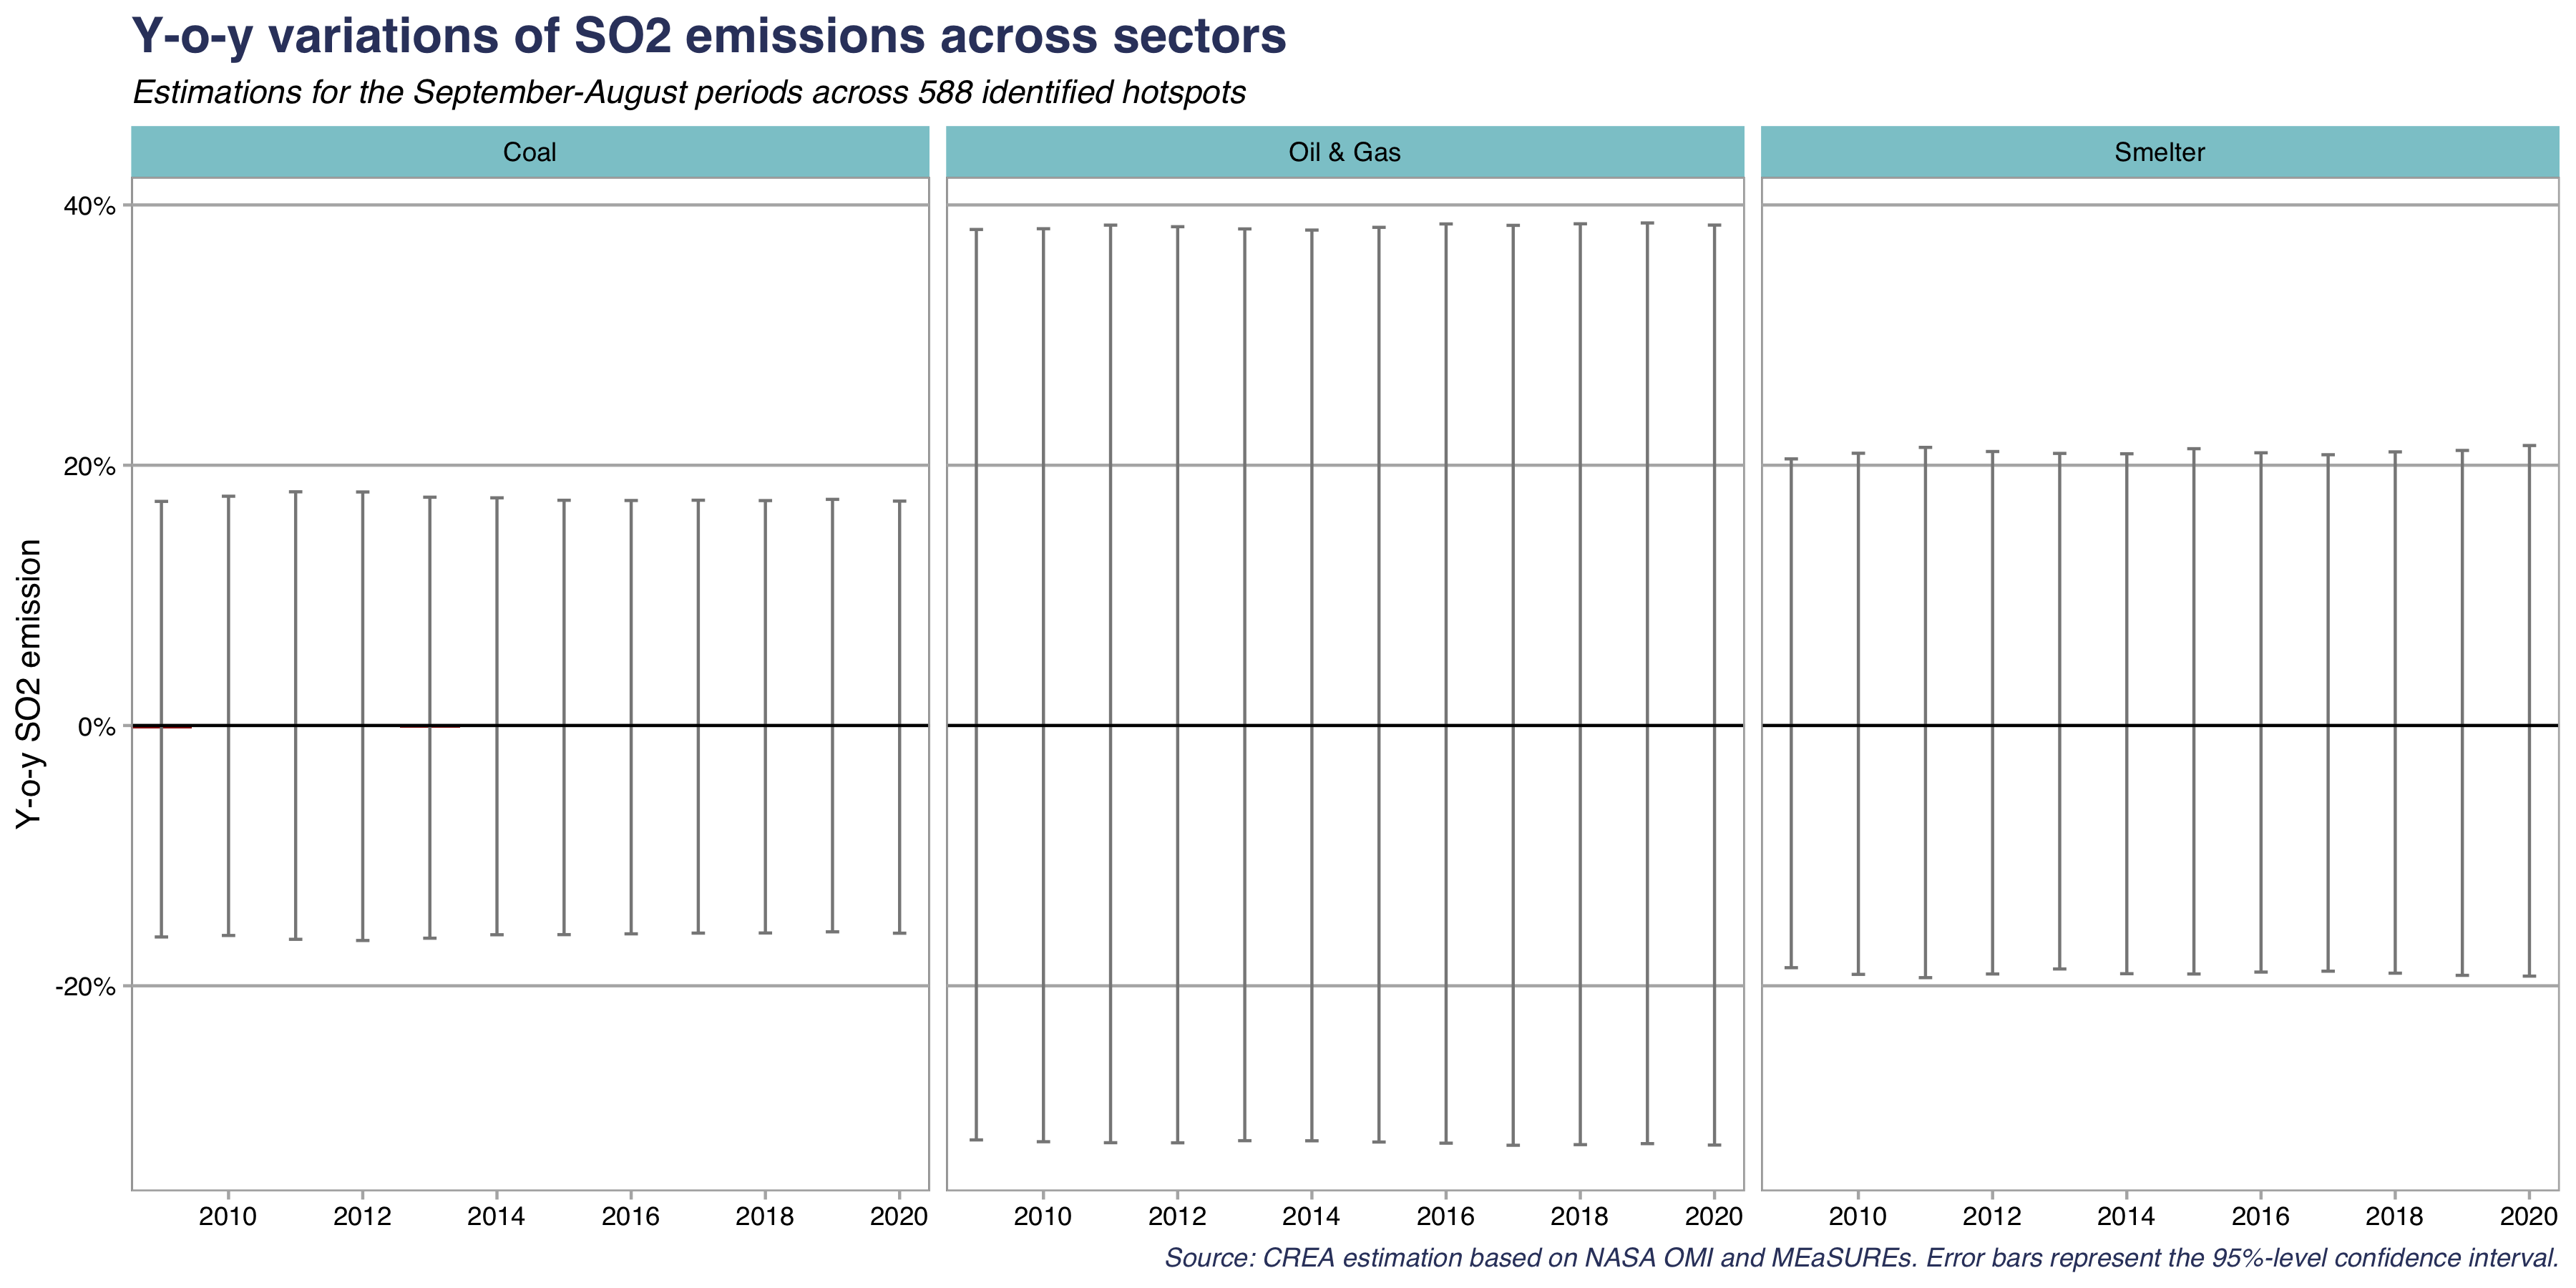 Y-o-y variations of SO2 emissions across sectors
Estimations for the September-August periods across 588 identified hotspots
Coal
Oil & Gas
Smelter
Y-o-y SO2 emission
40%
20%
0%
-20%
2010 2012 2014 2016 2018 2020
2010 2012 2014 2016 2018 2020
2010 2012 2014 2016 2018 2020
Source: CREA estimation based on NASA OMI and MEaSUREs. Error bars represent the 95%-level confidence interval.